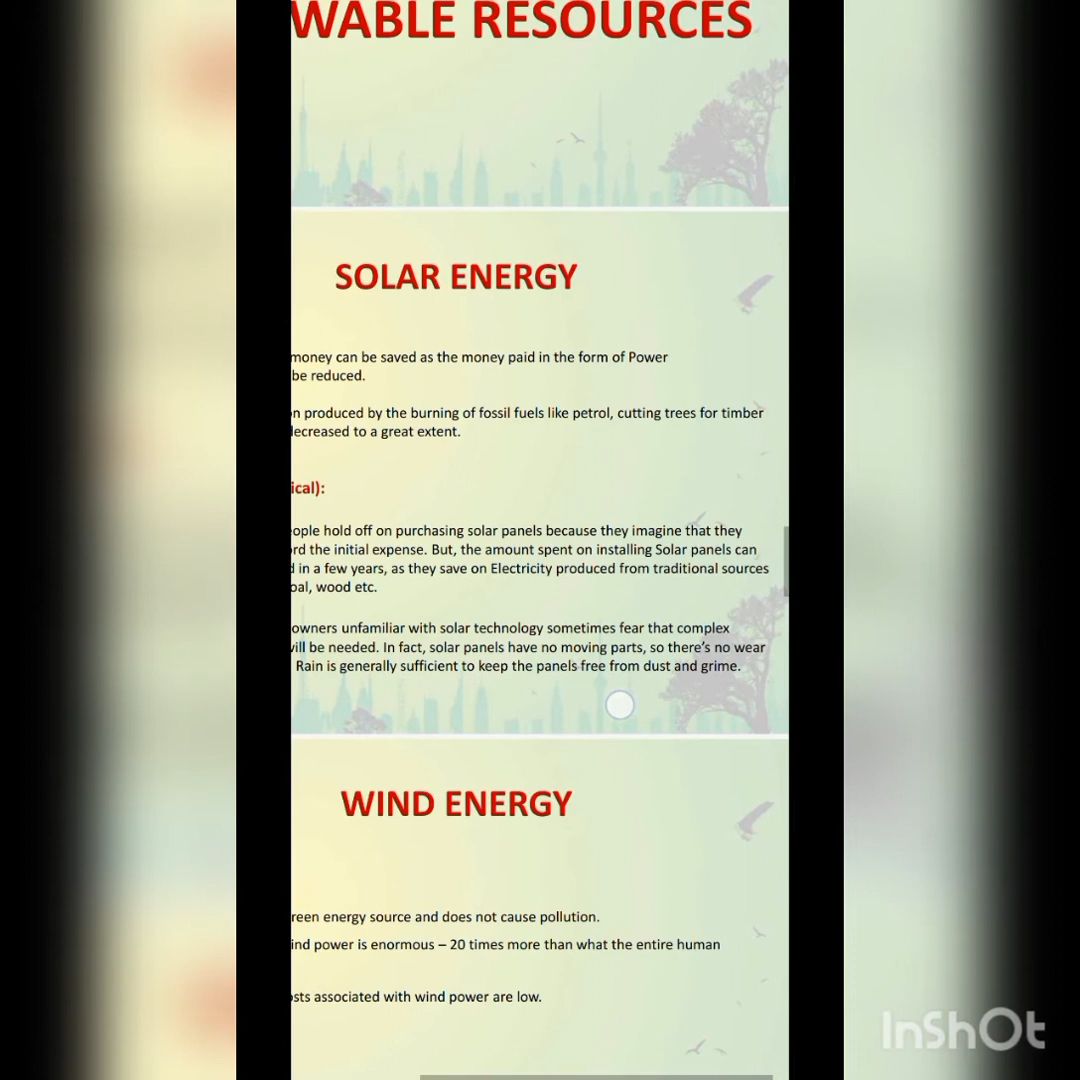 WABLE RESOURCES
SOLAR ENERGY
money can be saved as the money paid in the form of Power
be reduced.
n produced by the burning of fossil fuels like petrol, cutting trees for timber
decreased to a great extent.
ical):
ople hold off on purchasing solar panels because they imagine that they
rd the initial expense. But, the amount spent on installing Solar panels can
d in a few years, as they save on Electricity produced from traditional sources
oal, wood etc.
owners unfamiliar with solar technology sometimes fear that complex
will be needed. In fact, solar panels have no moving parts, so there's no wear
Rain is generally sufficient to keep the panels free from dust and grime.
WIND ENERGY
reen energy source and does not cause pollution.
ind power is enormous – 20 times more than what the entire human
osts associated with wind power are low.
InShOt